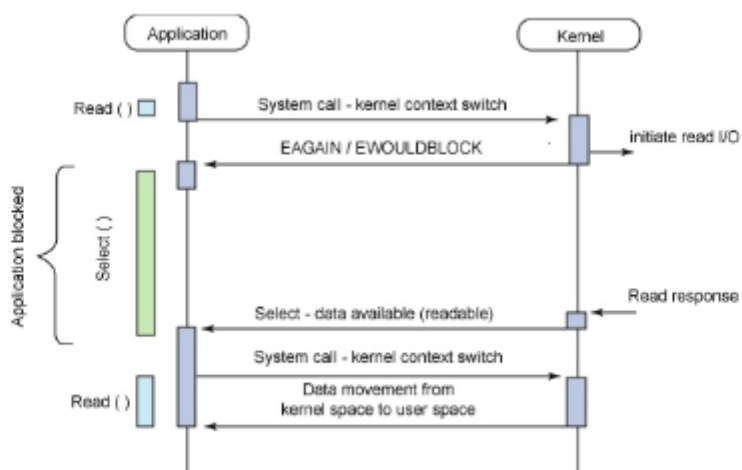 Application
Kernel
Read ( )
System call - kernel context switch
initiate read I/O
EAGAIN / EWOULDBLOCK
Application blocked
Select ( )
Read response
Select - data available (readable)
System call - kernel context switch
Read ( )
Data movement from
kernel space to user space